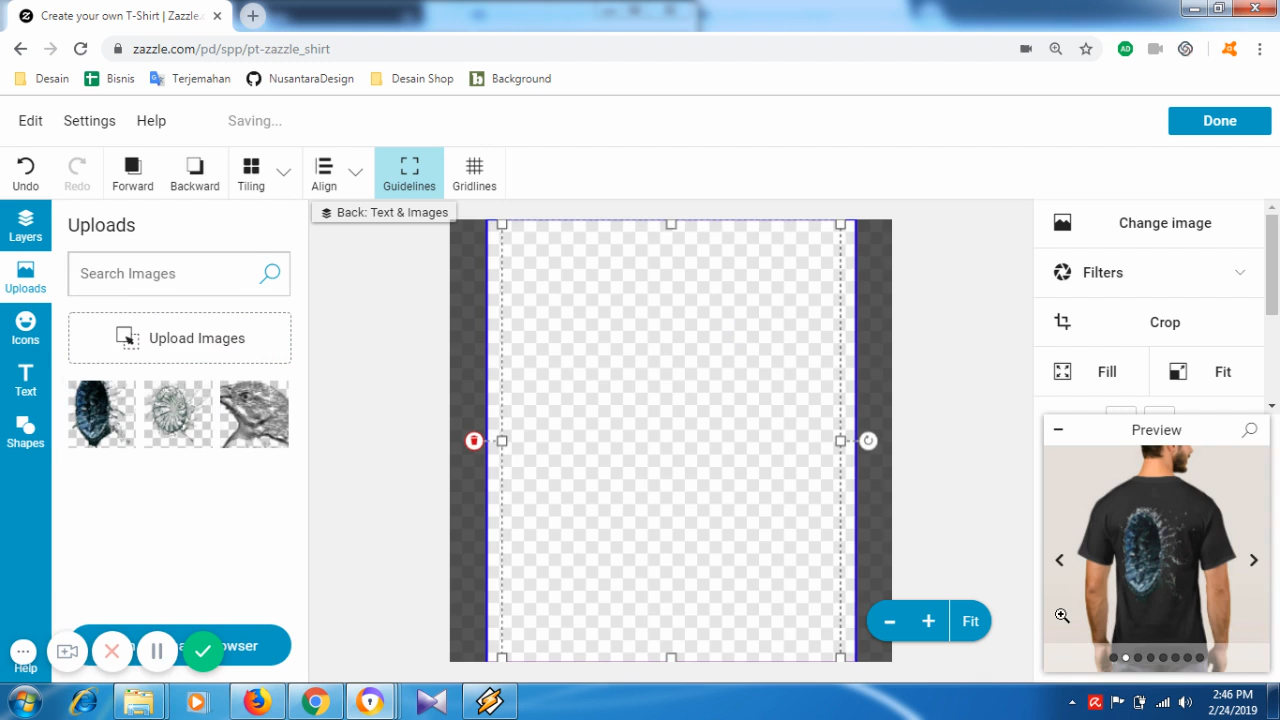 Create your own T-Shirt | Zazzle.c
zazzle.com/pd/spp/pt-zazzle_shirt
AD
Desain
Bisnis
Terjemahan
NusantaraDesign
Desain Shop
b
Background
Edit
Settings
Help
Saving...
Done
Undo
Redo
Forward
Backward
Tiling
Align
Guidelines
Gridlines
Back: Text & Images
Layers
Uploads
Icons
Text
Shapes
Help
Uploads
Search Images
Upload Images
owser
Change image
Filters
Crop
Fill
Fit
Preview
Fit
2:46 PM
2/24/2019